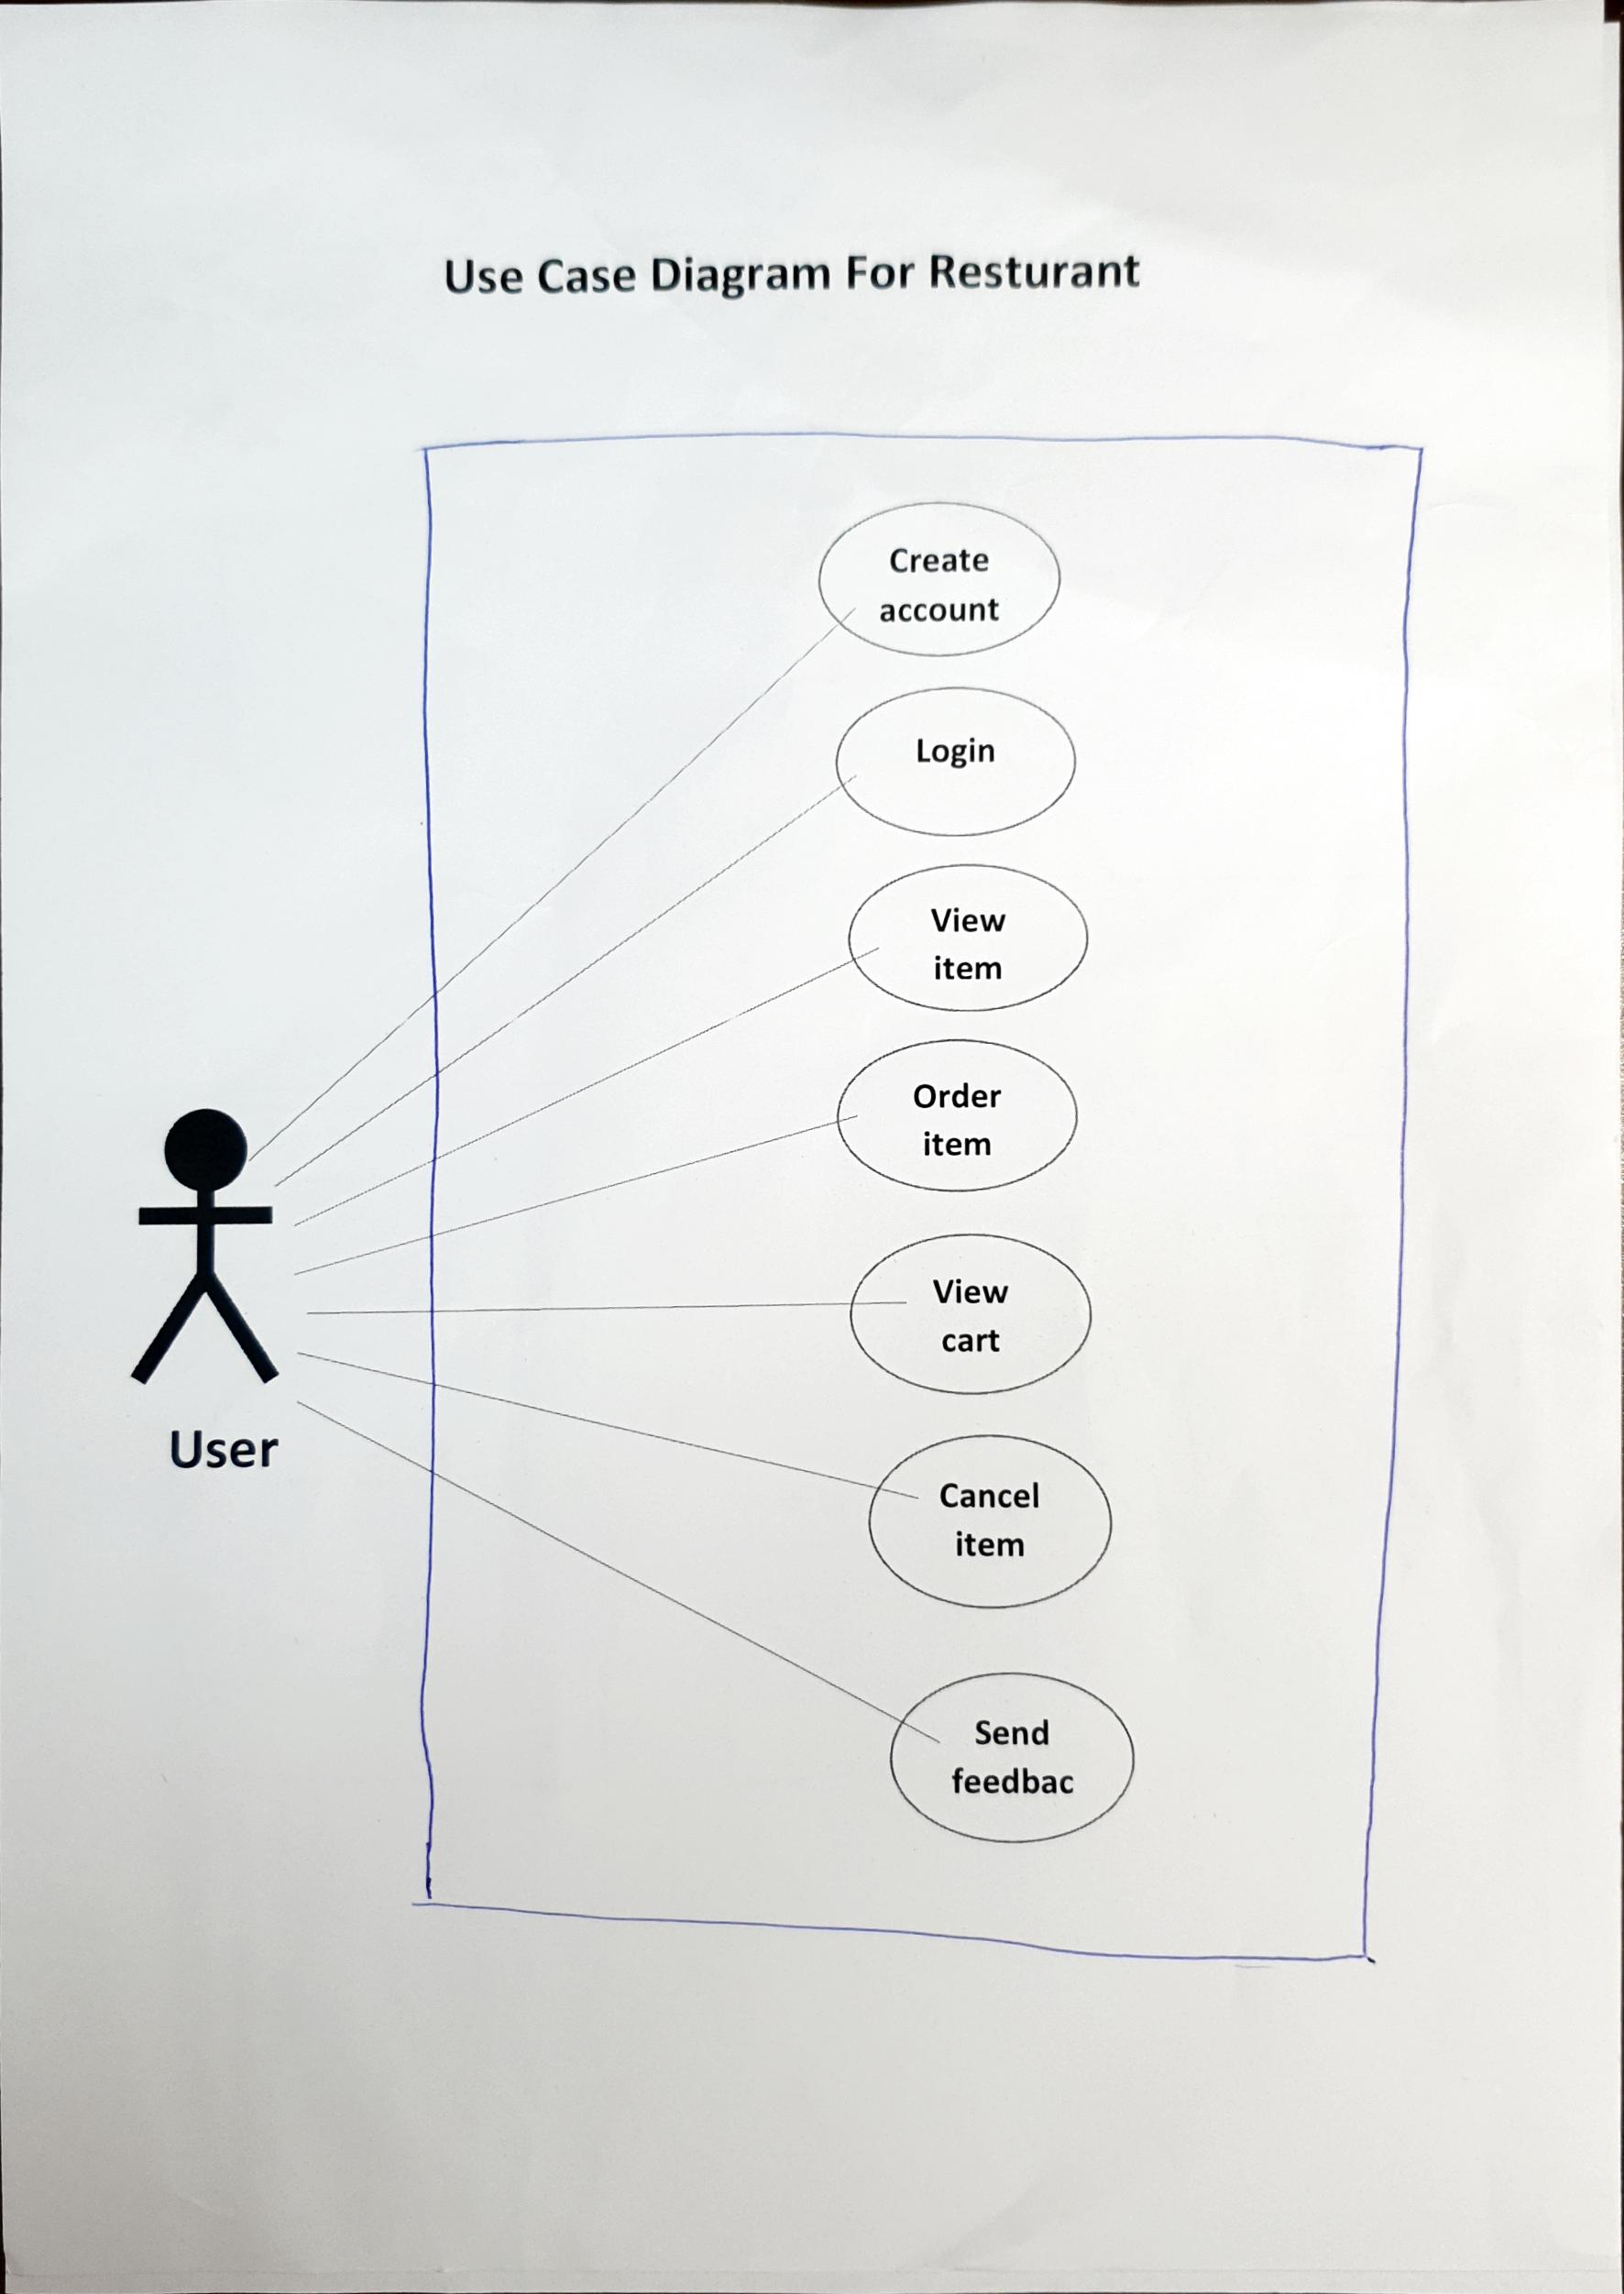 Use Case Diagram For Resturant
Create
account
Login
View
item
Order
item
View
cart
Cancel
item
Send
feedbac
User